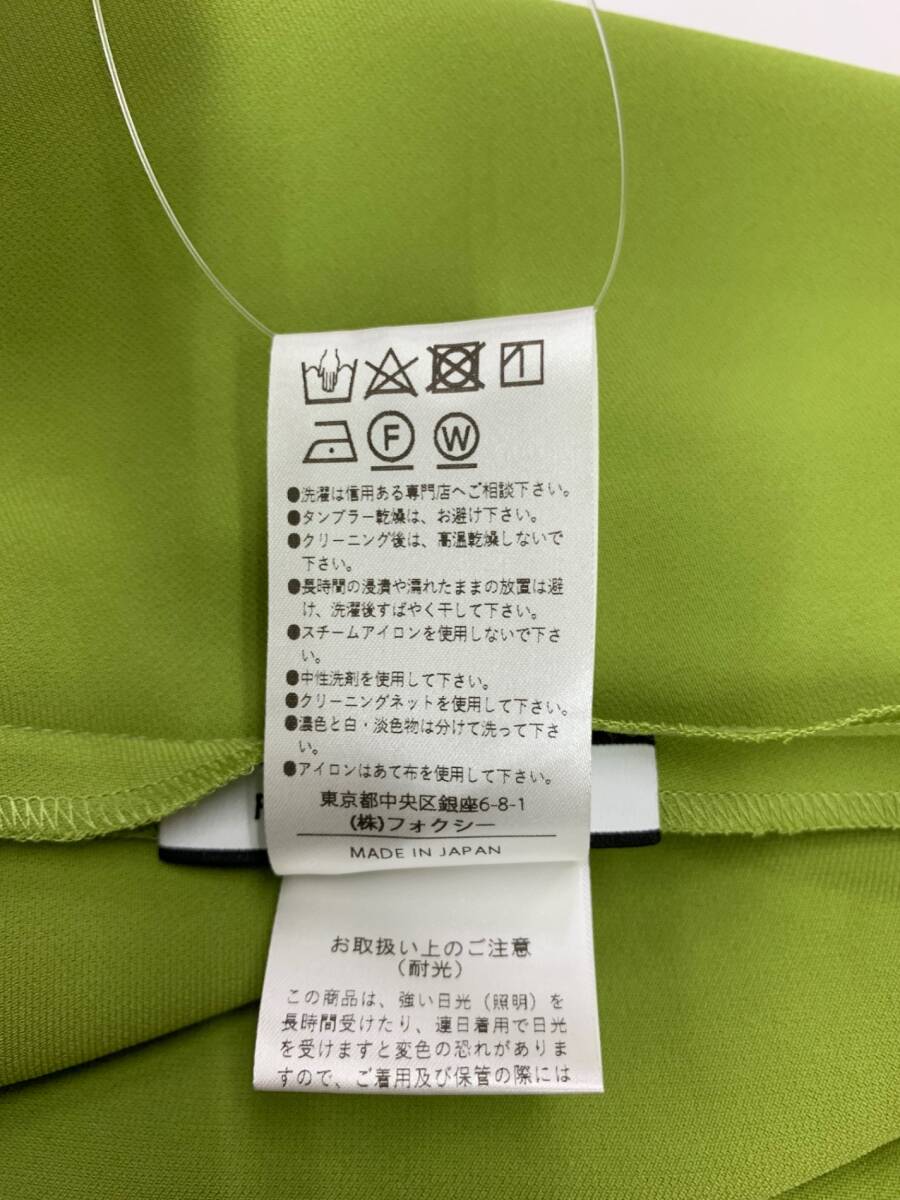 F W
●洗濯は信用ある専門店へご相談下さい。
●タンブラー乾燥は、お避け下さい。
●クリーニング後は、高温乾燥しないで
下さい。
●長時間の浸漬や濡れたままの放置は避
け、洗濯後すばやく干して下さい。
●スチームアイロンを使用しないで下さ
い。
●中性洗剤を使用して下さい。
●クリーニングネットを使用して下さい。
●濃色と白・淡色物は分けて洗って下さ
い。
●アイロンはあて布を使用して下さい。
東京都中央区銀座6-8-1
(株)フォクシー
MADE IN JAPAN
お取扱い上のご注意
(耐光)
この商品は、強い日光(照明)を
長時間受けたり、連日着用で日光
を受けますと変色の恐れがありま
すので、ご着用及び保管の際には